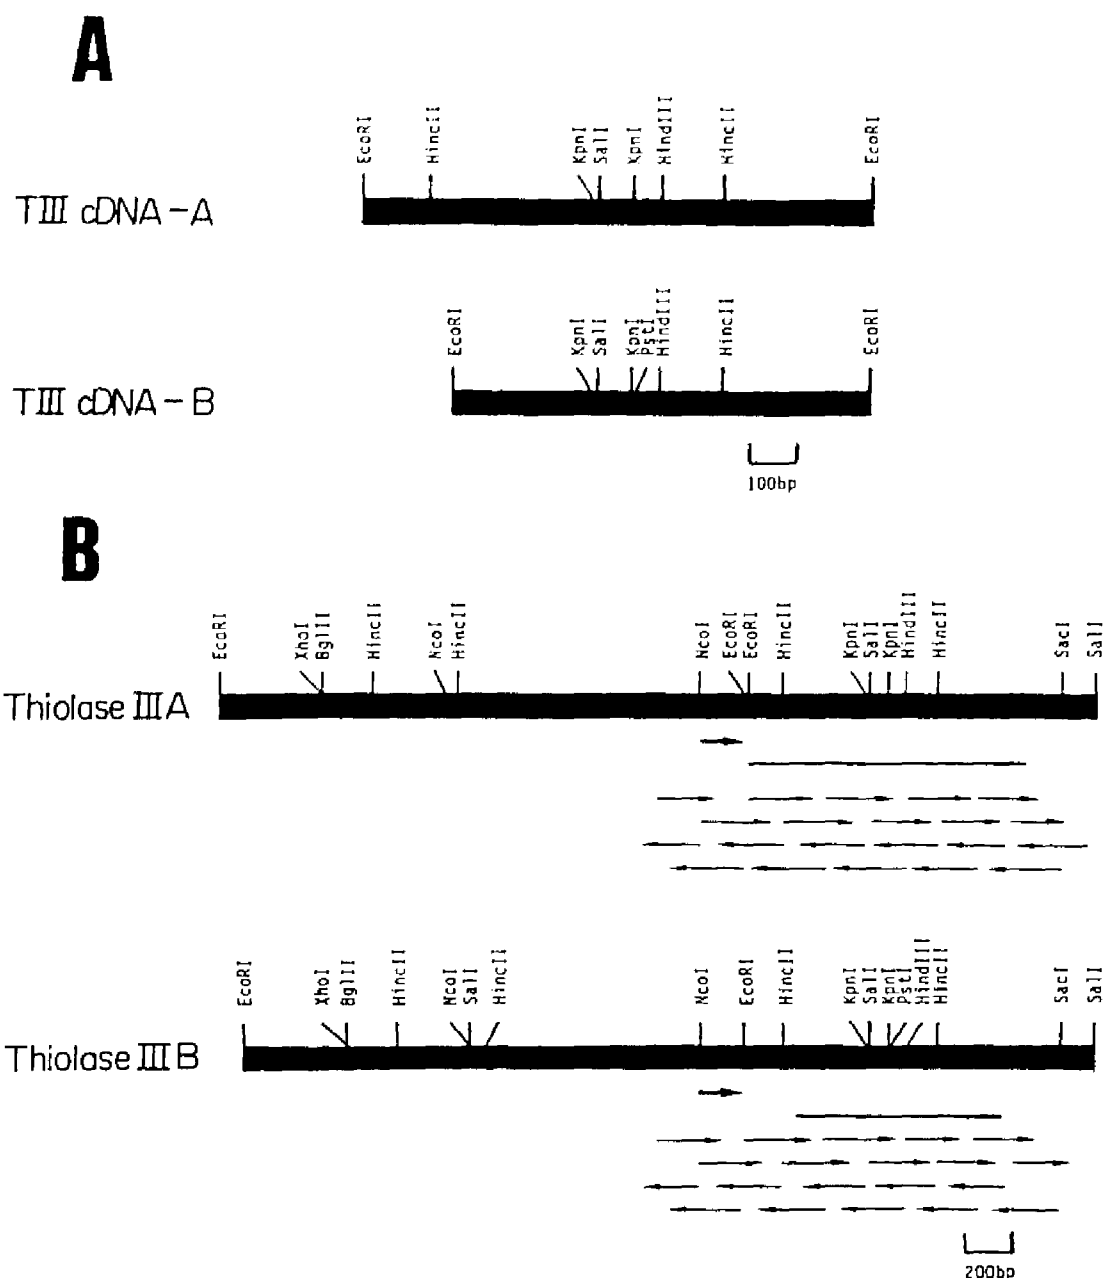 A
EcoRI HincII KpnI SalI KpnI HindIII HincII EcoRI
TIII cDNA-A
EcoRI KpnI SalI KpnI PstI HindIII HincII EcoRI
TIII cDNA-B
100bp
B
EcoRI XhoI BglII HincII NcoI HincII NcoI EcoRI EcoRI HincII KpnI SalI KpnI HindIII HincII SacI SalI
Thiolase IIIA
EcoRI XhoI BglII HincII NcoI SalI HincII NcoI EcoRI HincII KpnI SalI KpnI PstI HindIII HincII SacI SalI
Thiolase IIIB
200bp